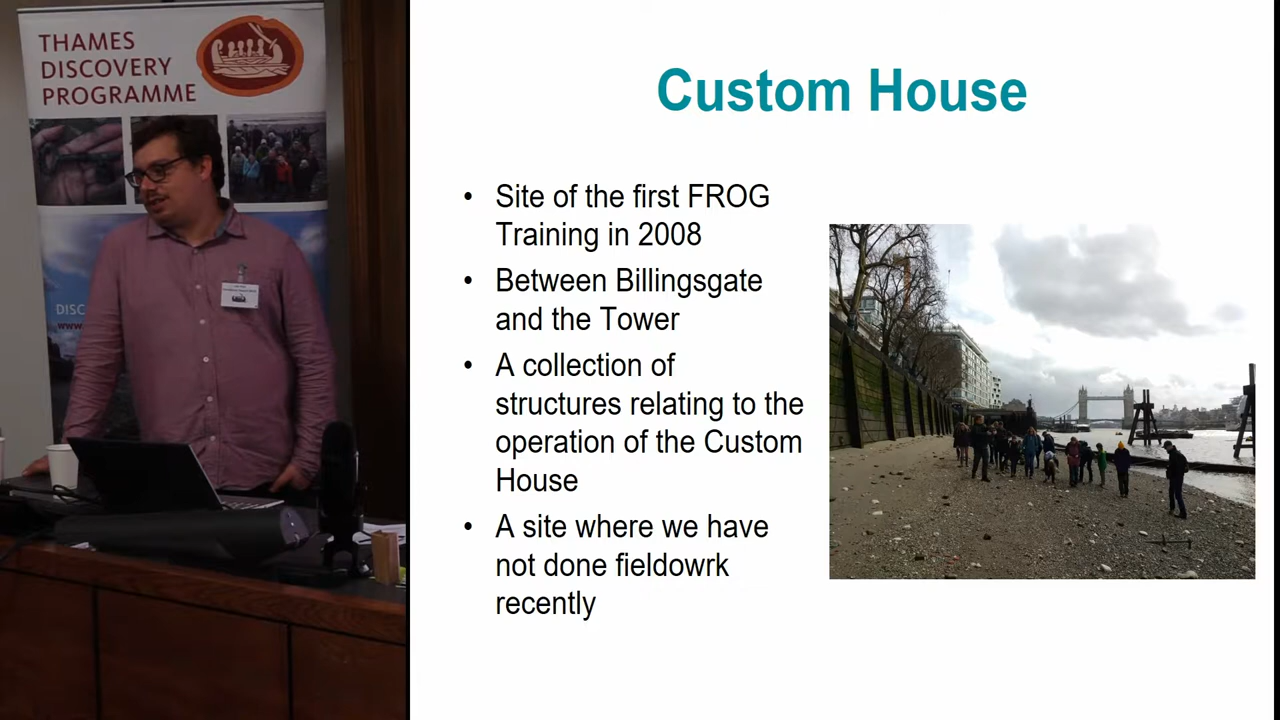 THAMES
DISCOVERY
PROGRAMME
DISC
www.
Custom House
• Site of the first FROG
Training in 2008
• Between Billingsgate
and the Tower
• A collection of
structures relating to the
operation of the Custom
House
• A site where we have
not done fieldowrk
recently